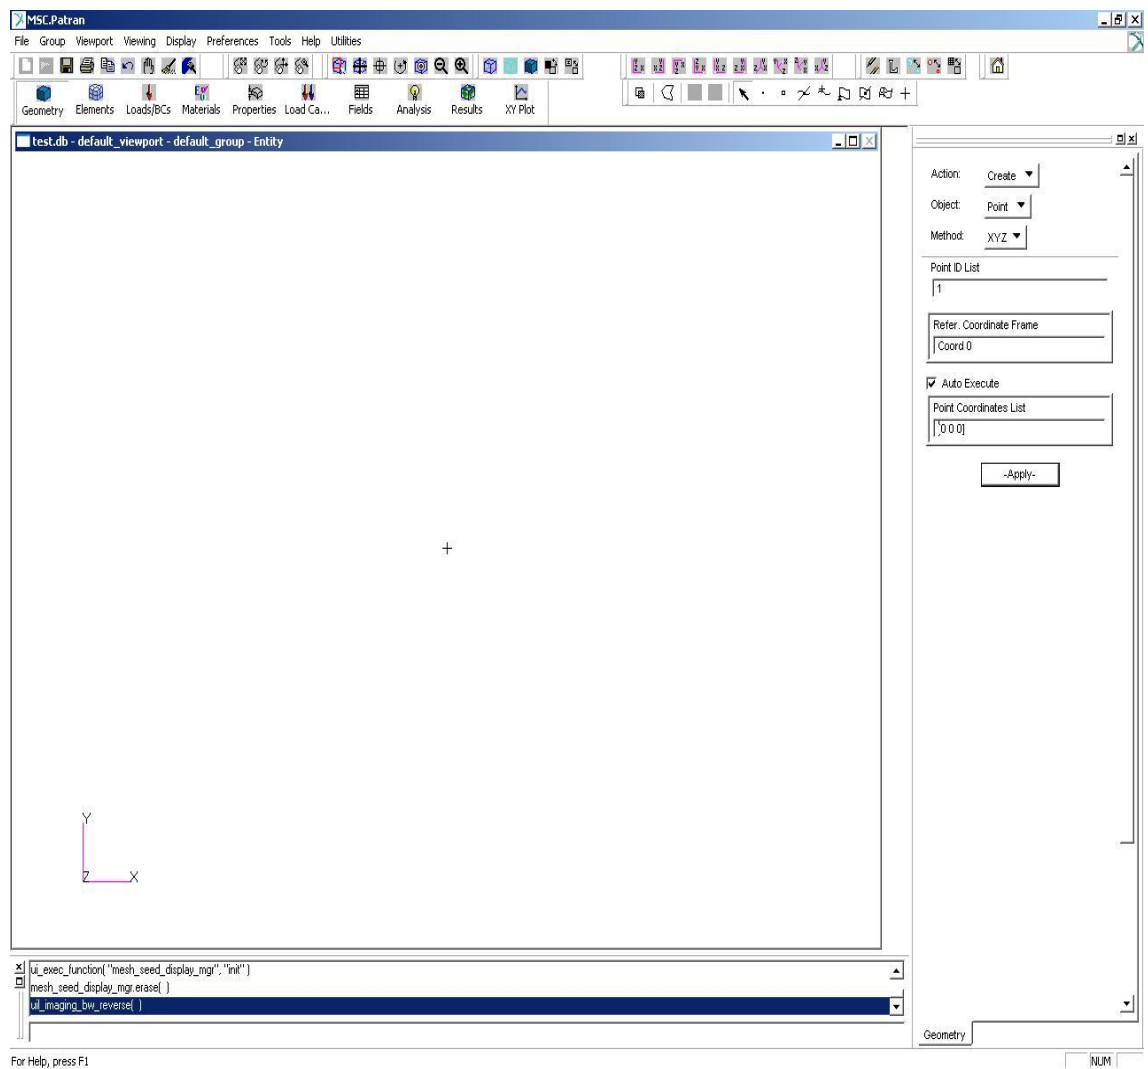 MSC.Patran
File Group Viewport Viewing Display Preferences Tools Help Utilities
Geometry Elements Loads/BCs Materials Properties Load Ca... Fields Analysis Results XY Plot
test.db - default_viewport - default_group - Entity
Action: Create
Object: Point
Method: XYZ
Point ID List
1
Refer. Coordinate Frame
Coord 0
Auto Execute
Point Coordinates List
[0 0 0]
-Apply-
Y
Z X
ui_exec_function( "mesh_seed_display_mgr", "init" )
mesh_seed_display_mgr.erase( )
uil_imaging_bw_reverse( )
Geometry
For Help, press F1
NUM